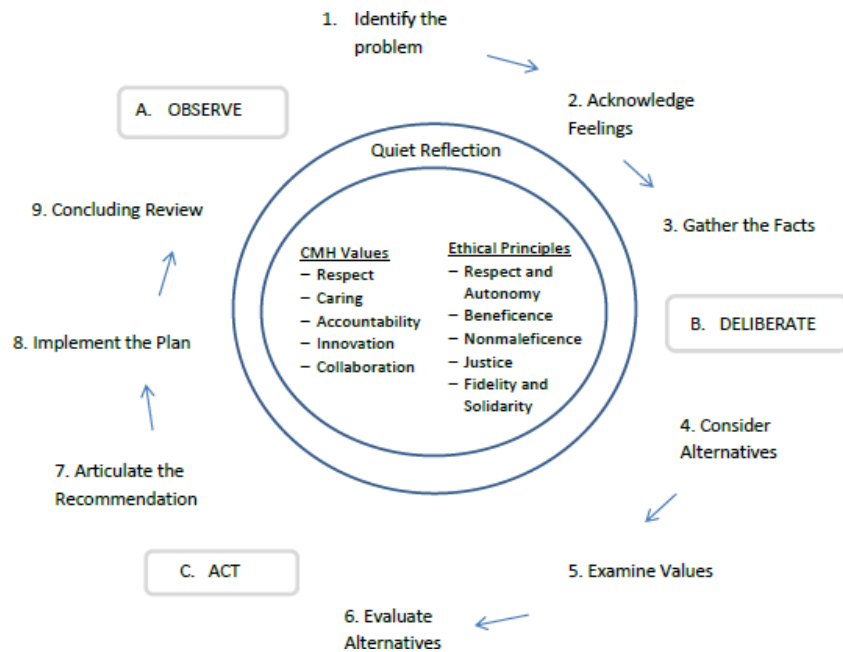 1. Identify the
problem
2. Acknowledge
Feelings
A. OBSERVE
Quiet Reflection
9. Concluding Review
3. Gather the Facts
CMH Values
– Respect
– Caring
– Accountability
– Innovation
– Collaboration
Ethical Principles
– Respect and
Autonomy
– Beneficence
– Nonmaleficence
– Justice
– Fidelity and
Solidarity
B. DELIBERATE
8. Implement the Plan
4. Consider
Alternatives
7. Articulate the
Recommendation
C. ACT
5. Examine Values
6. Evaluate
Alternatives